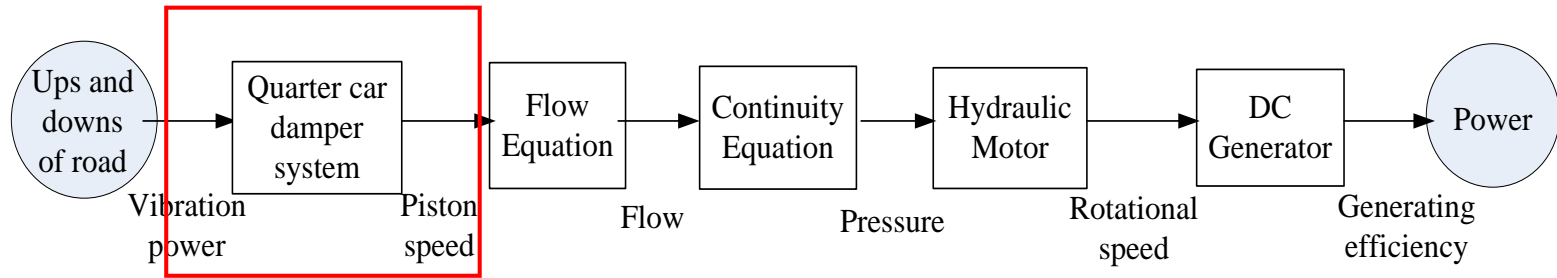 Ups and
downs
of road
Vibration
power
Quarter car
damper
system
Piston
speed
Flow
Equation
Flow
Continuity
Equation
Pressure
Hydraulic
Motor
Rotational
speed
DC
Generator
Generating
efficiency
Power